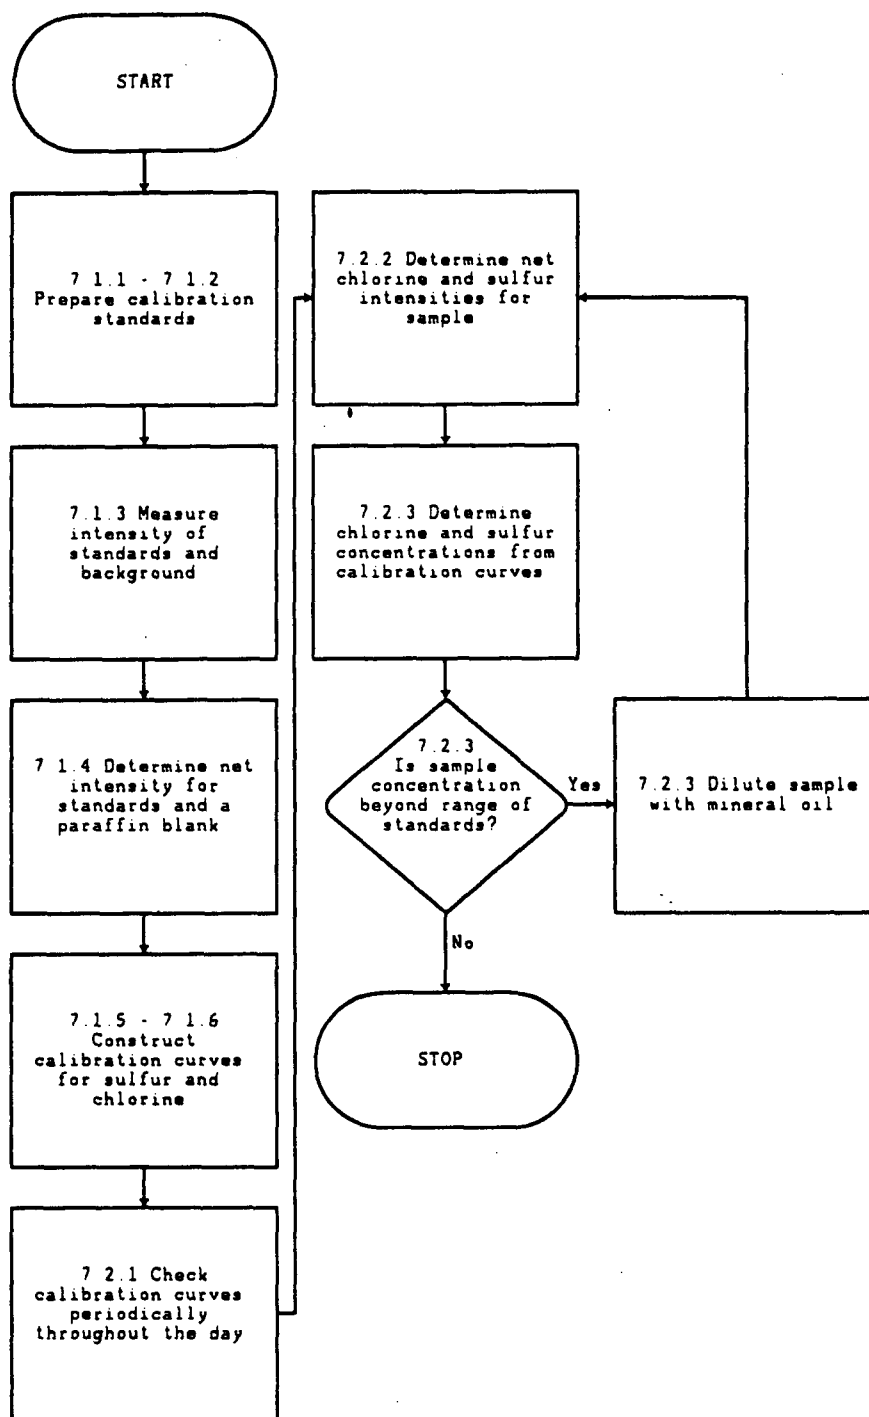 START
7 1.1 - 7 1.2
Prepare calibration
standards
7.1.3 Measure
intensity of
standards and
background
7 1.4 Determine net
intensity for
standards and a
paraffin blank
7.1.5 - 7 1.6
Construct
calibration curves
for sulfur and
chlorine
7 2.1 Check
calibration curves
periodically
throughout the day
7.2.2 Determine net
chlorine and sulfur
intensities for
sample
7.2.3 Determine
chlorine and sulfur
concentrations from
calibration curves
7.2.3
Is sample
concentration
beyond range of
standards?
Yes
7.2.3 Dilute sample
with mineral oil
No
STOP